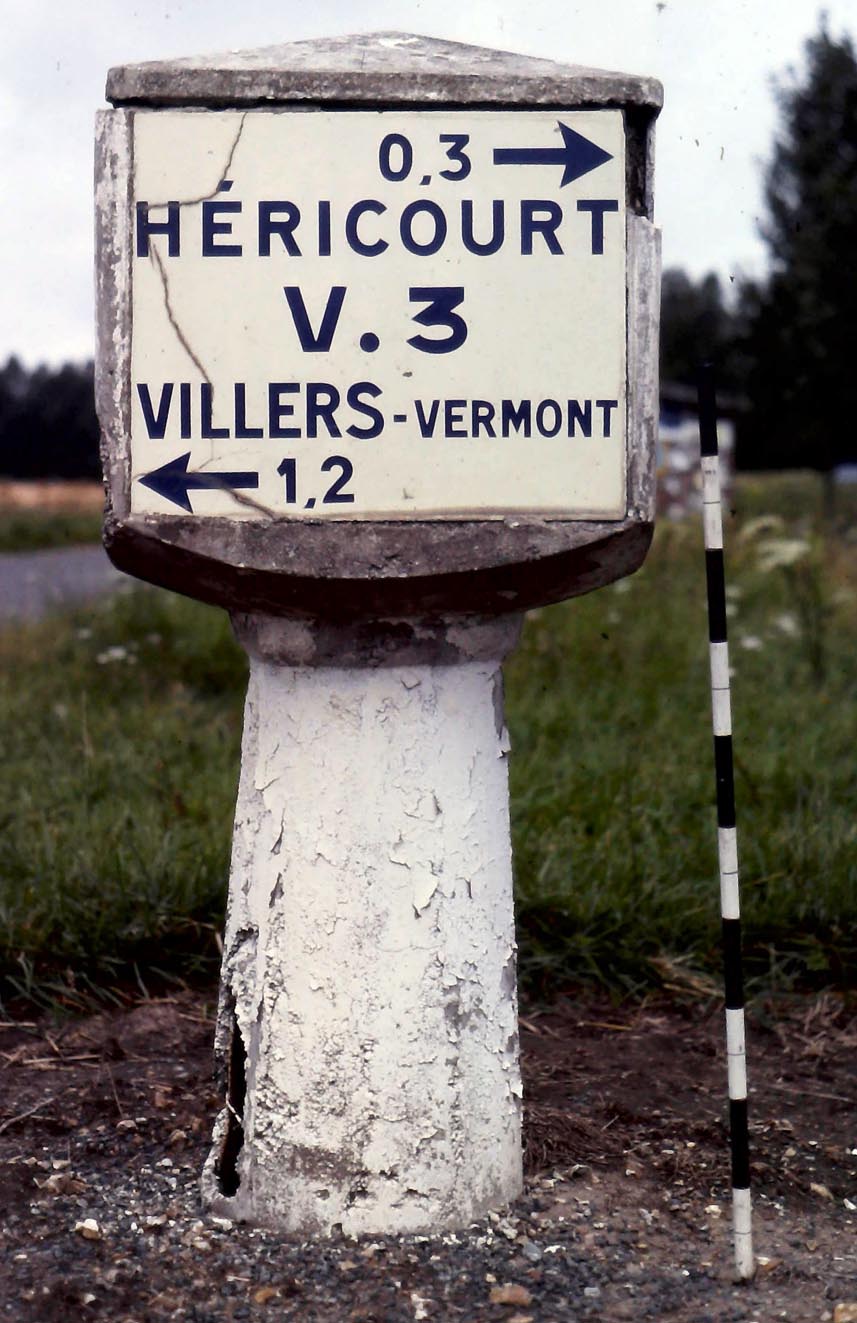 0,3 →
HÉRICOURT
V.3
VILLERS-VERMONT
← 1,2